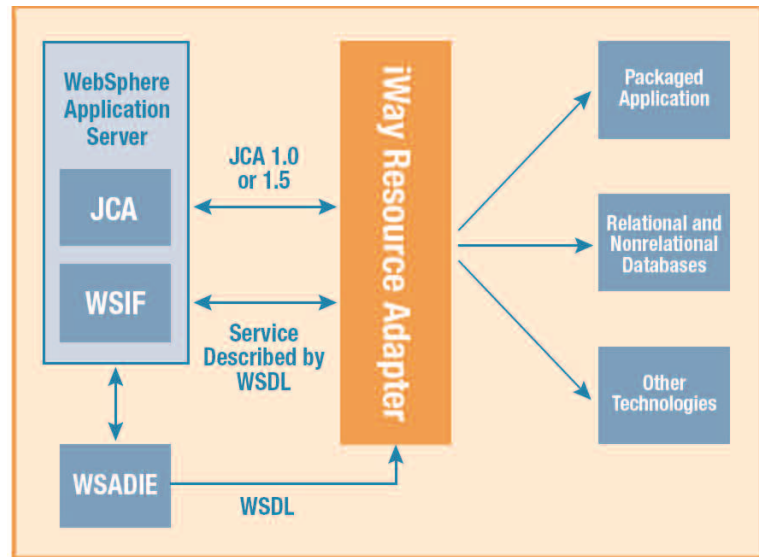 WebSphere
Application
Server
JCA
WSIF
JCA 1.0
or 1.5
Service
Described by
WSDL
WSADIE
WSDL
iWay Resource Adapter
Packaged
Application
Relational and
Nonrelational
Databases
Other
Technologies